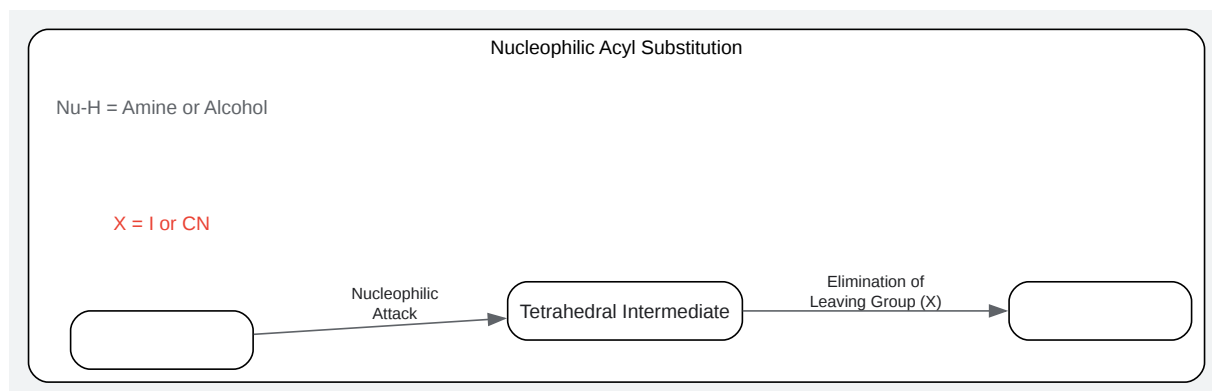 Nucleophilic Acyl Substitution
Nu-H = Amine or Alcohol
X = I or CN
Nucleophilic
Attack
Tetrahedral Intermediate
Elimination of
Leaving Group (X)